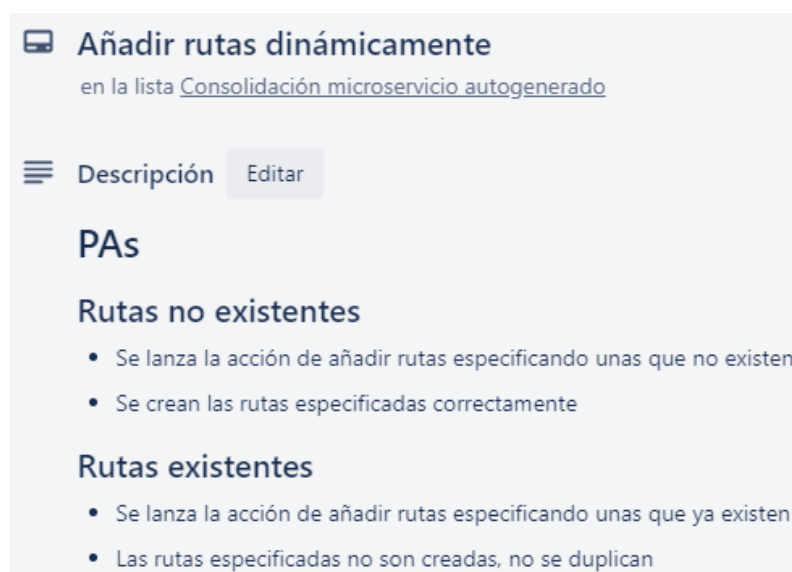 Añadir rutas dinámicamente
en la lista Consolidación microservicio autogenerado
Descripción Editar
PAs
Rutas no existentes
• Se lanza la acción de añadir rutas especificando unas que no existen
• Se crean las rutas especificadas correctamente
Rutas existentes
• Se lanza la acción de añadir rutas especificando unas que ya existen
• Las rutas especificadas no son creadas, no se duplican